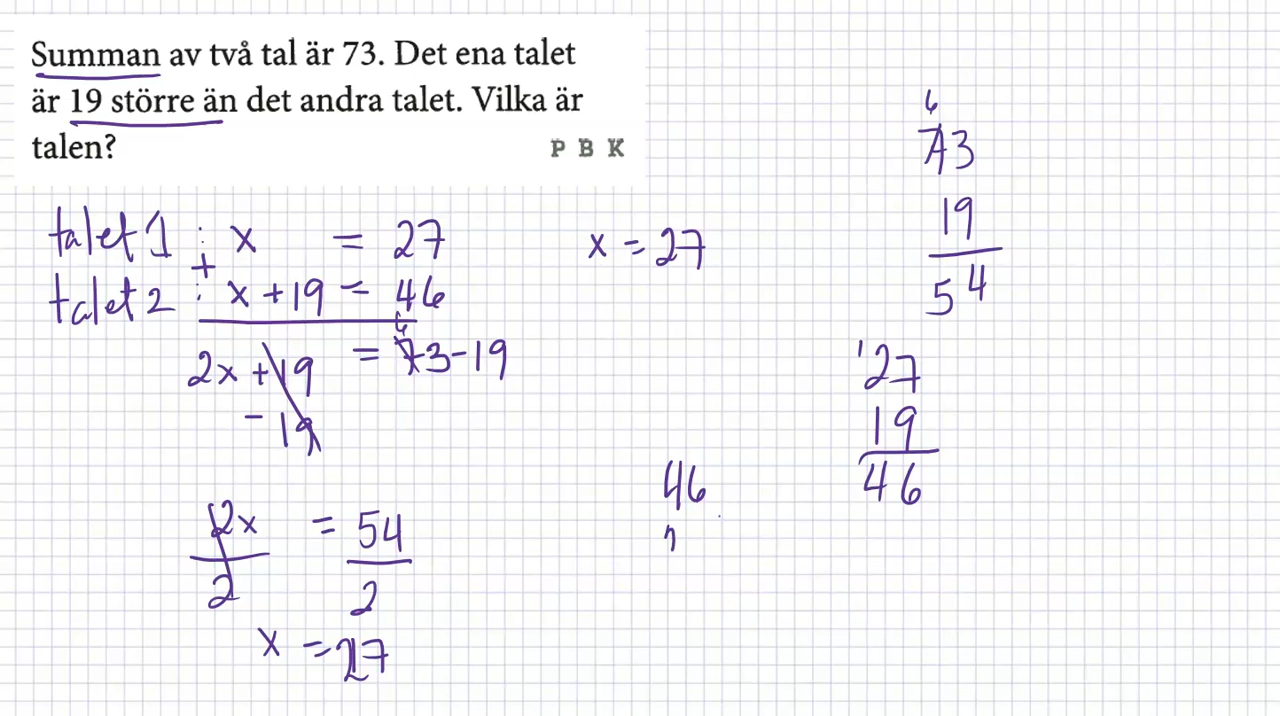 Summan av två tal är 73. Det ena talet
är 19 större än det andra talet. Vilka är
talen?
P B K
talet 1 : x = 27
+
talet 2 : x + 19 = 46
6
2x + 19 = 73 - 19
- 19
2x = 54
2 2
x = 27
x = 27
46
6
73
19
54
1
27
19
46